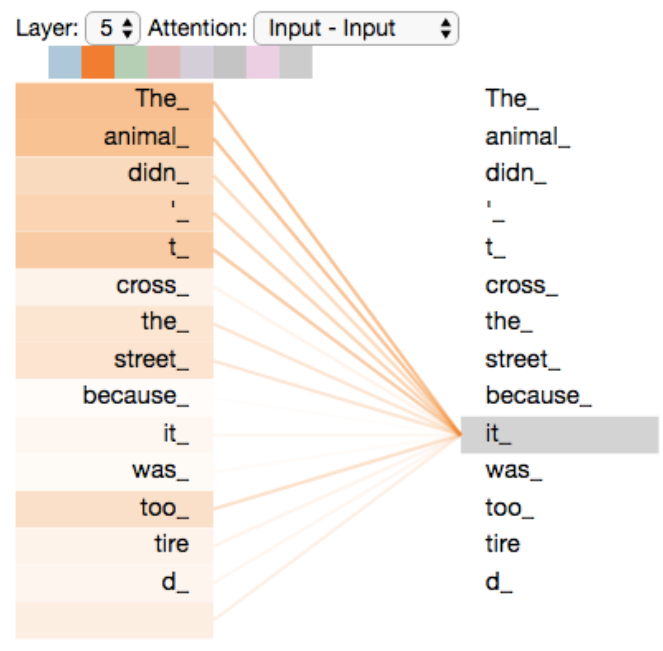 Layer: 5 Attention: Input - Input
The_ The_
animal_ animal_
didn_ didn_
'_ '_
t_ t_
cross_ cross_
the_ the_
street_ street_
because_ because_
it_ it_
was_ was_
too_ too_
tire tire
d_ d_